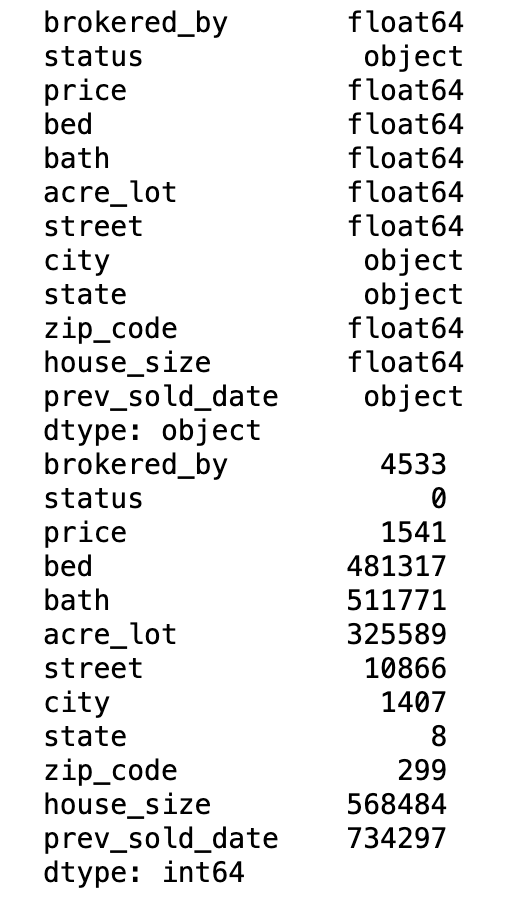 brokered_by float64
status object
price float64
bed float64
bath float64
acre_lot float64
street float64
city object
state object
zip_code float64
house_size float64
prev_sold_date object
dtype: object
brokered_by 4533
status 0
price 1541
bed 481317
bath 511771
acre_lot 325589
street 10866
city 1407
state 8
zip_code 299
house_size 568484
prev_sold_date 734297
dtype: int64